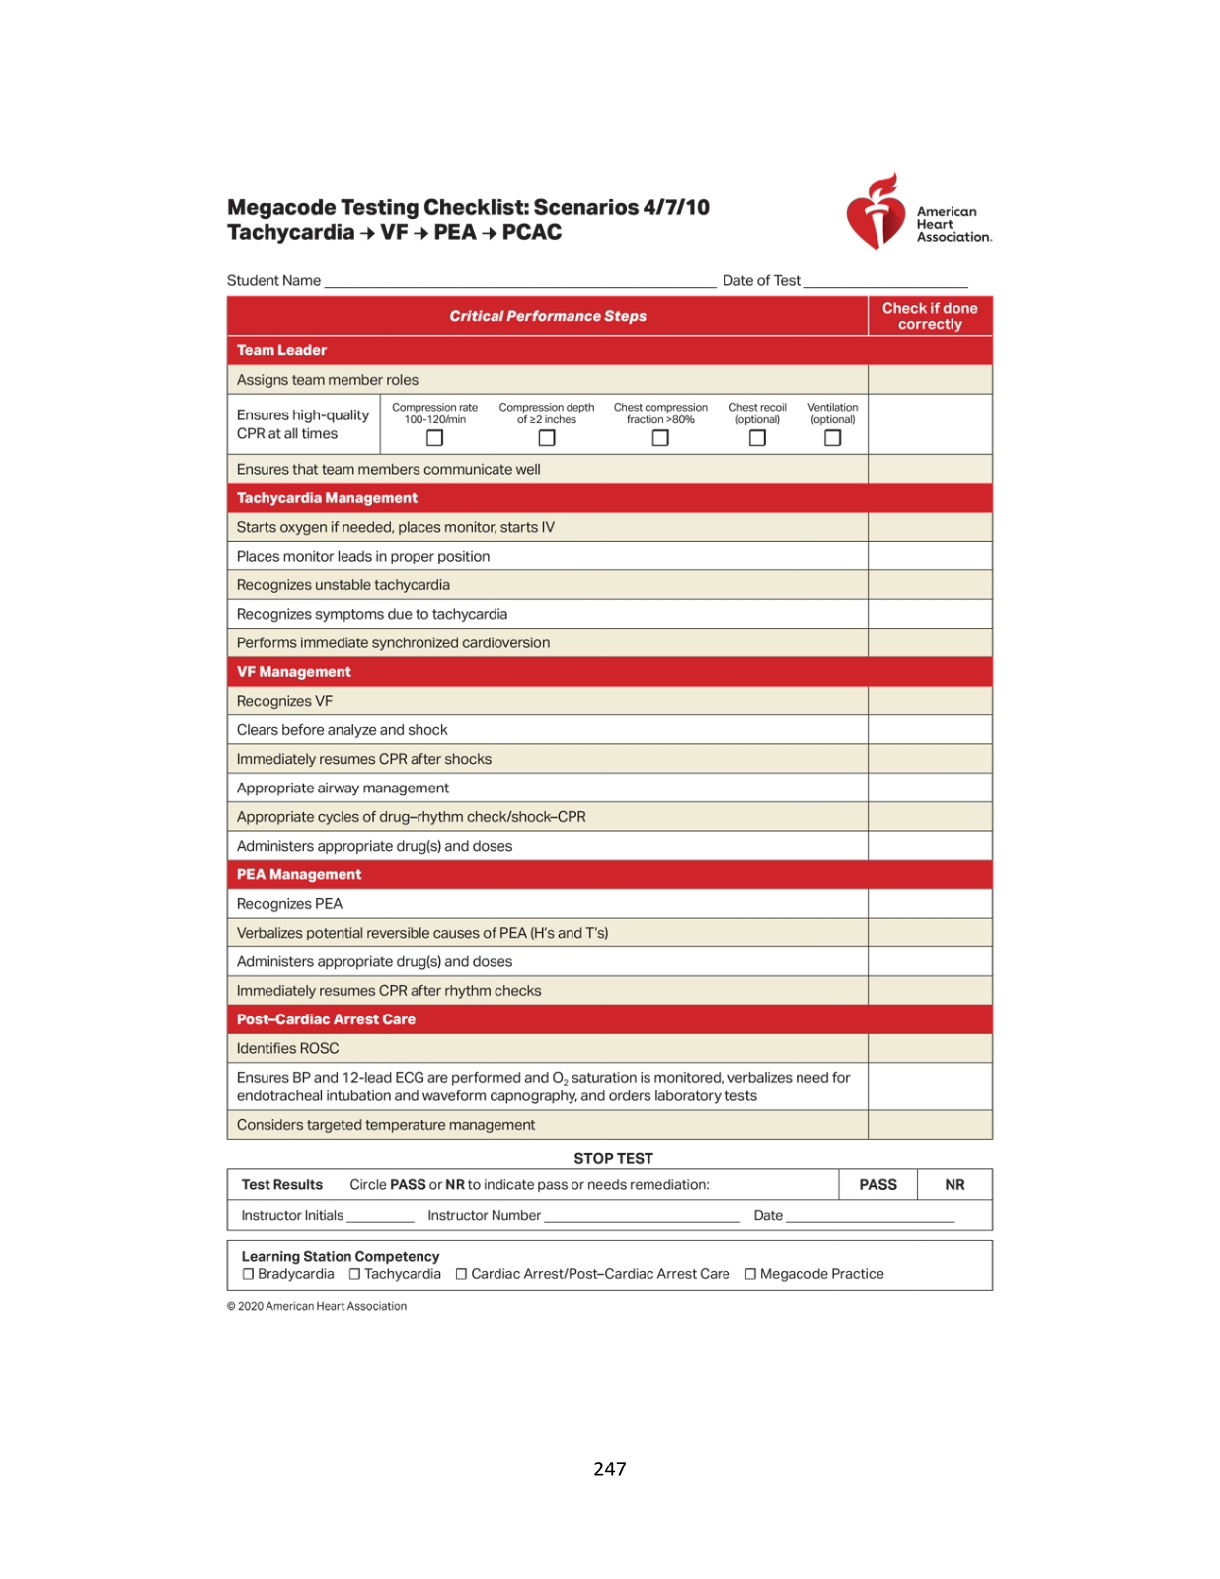 Megacode Testing Checklist: Scenarios 4/7/10
Tachycardia → VF → PEA → PCAC
American
Heart
Association.
Student Name ____ Date of Test ____
Critical Performance Steps
Check if done
correctly
Team Leader
Assigns team member roles
Ensures high-quality
CPR at all times
Compression rate
100-120/min
☐
Compression depth
of ≥2 inches
☐
Chest compression
fraction >80%
☐
Chest recoil
(optional)
☐
Ventilation
(optional)
☐
Ensures that team members communicate well
Tachycardia Management
Starts oxygen if needed, places monitor, starts IV
Places monitor leads in proper position
Recognizes unstable tachycardia
Recognizes symptoms due to tachycardia
Performs immediate synchronized cardioversion
VF Management
Recognizes VF
Clears before analyze and shock
Immediately resumes CPR after shocks
Appropriate airway management
Appropriate cycles of drug–rhythm check/shock–CPR
Administers appropriate drug(s) and doses
PEA Management
Recognizes PEA
Verbalizes potential reversible causes of PEA (H's and T's)
Administers appropriate drug(s) and doses
Immediately resumes CPR after rhythm checks
Post–Cardiac Arrest Care
Identifies ROSC
Ensures BP and 12-lead ECG are performed and O₂ saturation is monitored, verbalizes need for
endotracheal intubation and waveform capnography, and orders laboratory tests
Considers targeted temperature management
STOP TEST
Test Results Circle PASS or NR to indicate pass or needs remediation: PASS NR
Instructor Initials ____ Instructor Number ____ Date ____
Learning Station Competency
☐ Bradycardia ☐ Tachycardia ☐ Cardiac Arrest/Post–Cardiac Arrest Care ☐ Megacode Practice
© 2020 American Heart Association
247